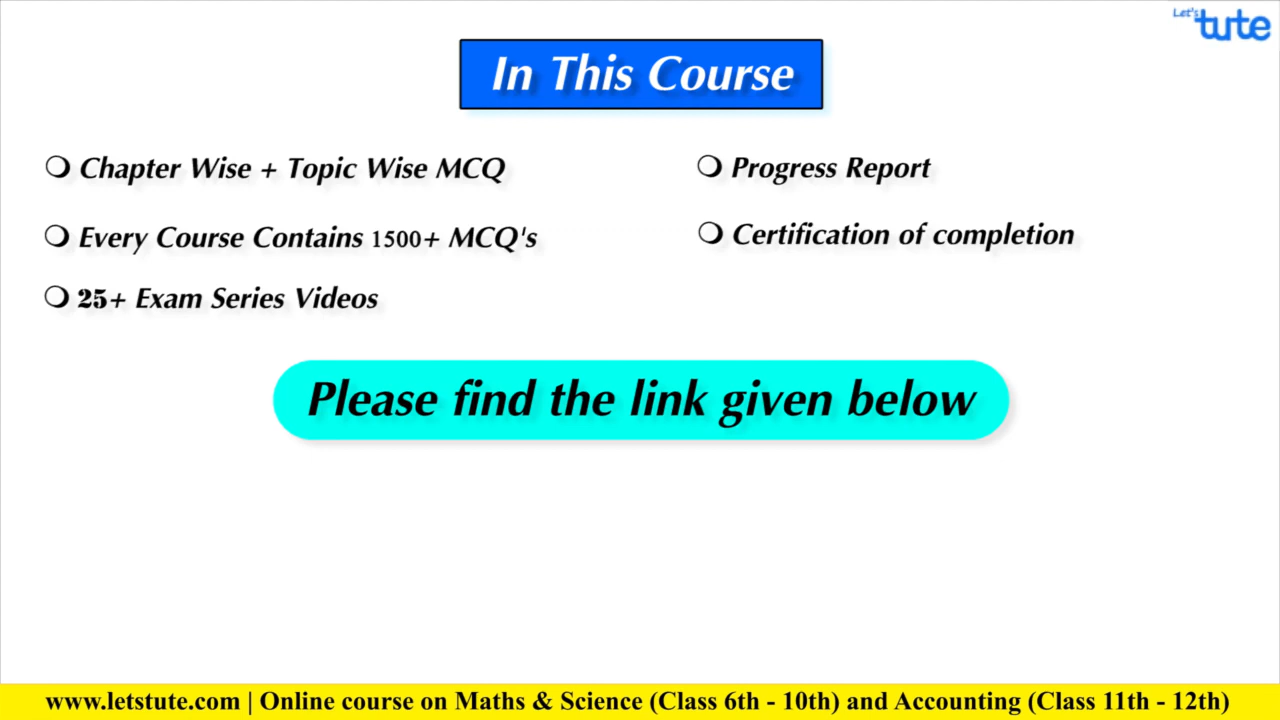 Let's
tute
In This Course
Chapter Wise + Topic Wise MCQ
Every Course Contains 1500+ MCQ's
25+ Exam Series Videos
Progress Report
Certification of completion
Please find the link given below
www.letstute.com | Online course on Maths & Science (Class 6th - 10th) and Accounting (Class 11th - 12th)